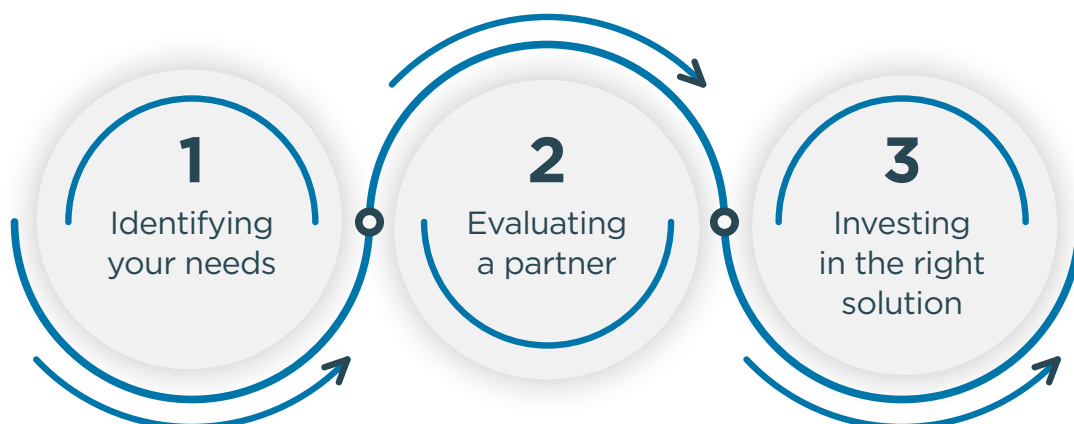 1
Identifying
your needs
2
Evaluating
a partner
3
Investing
in the right
solution